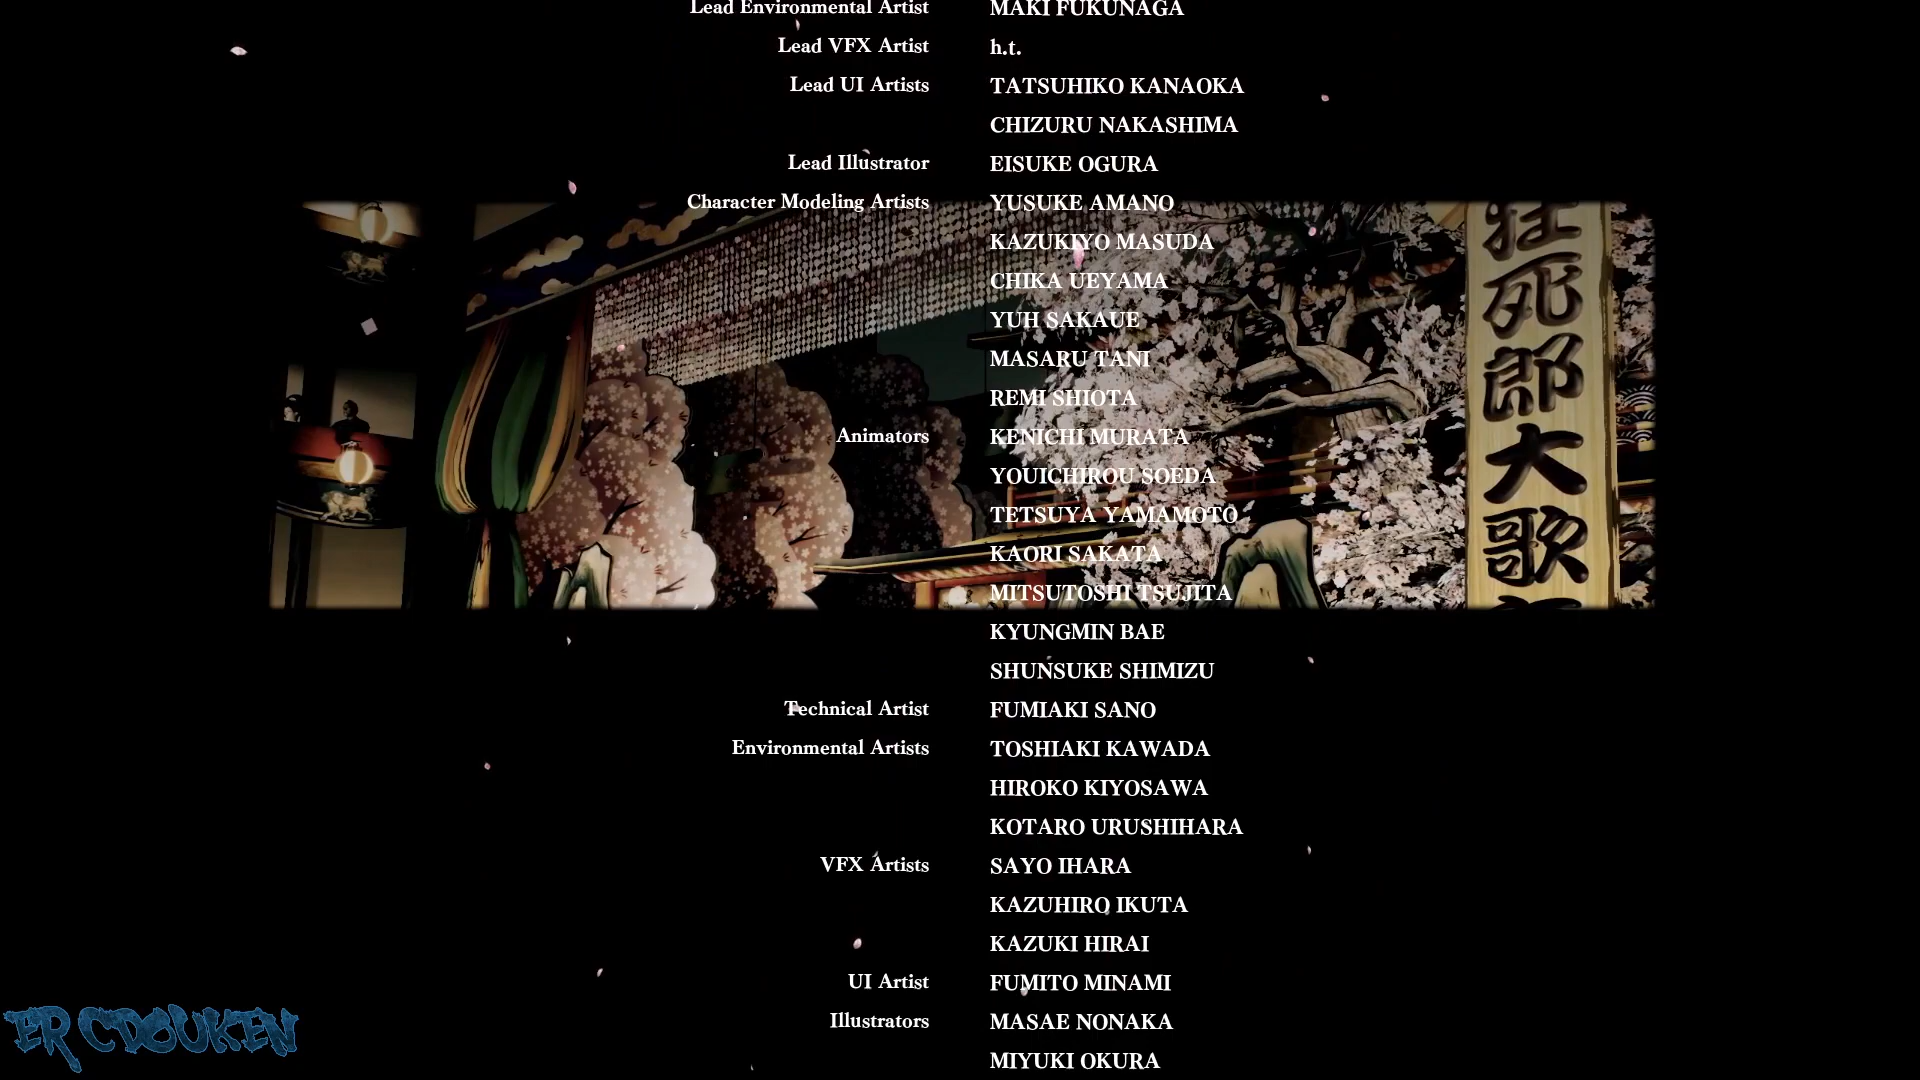 Lead Environmental Artist MAKI FUKUNAGA
Lead VFX Artist h.t.
Lead UI Artists TATSUHIKO KANAOKA
CHIZURU NAKASHIMA
Lead Illustrator EISUKE OGURA
Character Modeling Artists YUSUKE AMANO
KAZUKIYO MASUDA
CHIKA UEYAMA
YUH SAKAUE
MASARU TANI
REMI SHIOTA
Animators KENICHI MURATA
YOUICHIROU SOEDA
TETSUYA YAMAMOTO
KAORI SAKATA
MITSUTOSHI TSUJITA
KYUNGMIN BAE
SHUNSUKE SHIMIZU
Technical Artist FUMIAKI SANO
Environmental Artists TOSHIAKI KAWADA
HIROKO KIYOSAWA
KOTARO URUSHIHARA
VFX Artists SAYO IHARA
KAZUHIRO IKUTA
KAZUKI HIRAI
UI Artist FUMITO MINAMI
Illustrators MASAE NONAKA
MIYUKI OKURA
狂死郎大歌
ER CDOUKEN